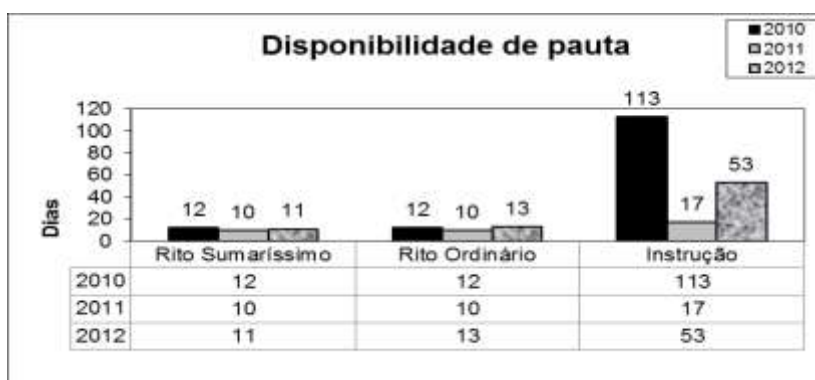 Disponibilidade de pauta
2010
2011
2012
Dias
120
100
80
60
40
20
0
12 10 11
12 10 13
113 17 53
Rito Sumaríssimo Rito Ordinário Instrução
2010 12 12 113
2011 10 10 17
2012 11 13 53